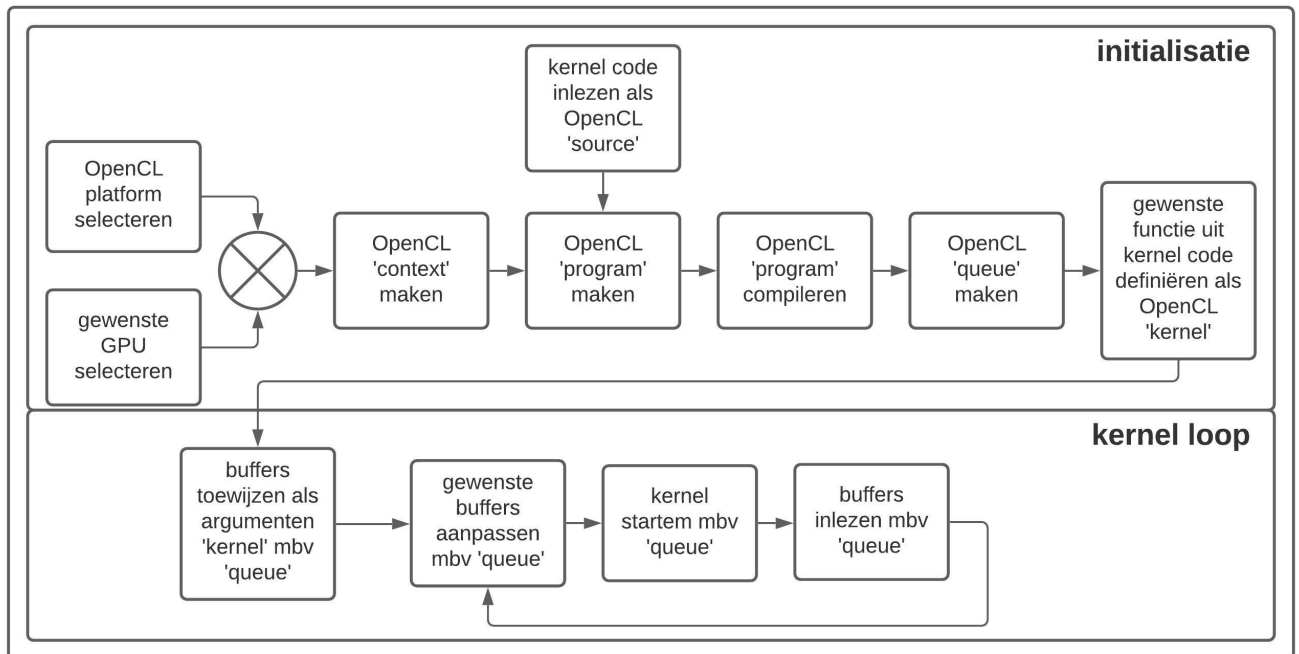 initialisatie
kernel code
inlezen als
OpenCL
'source'
OpenCL
platform
selecteren
gewenste
GPU
selecteren
OpenCL
'context'
maken
OpenCL
'program'
maken
OpenCL
'program'
compileren
OpenCL
'queue'
maken
gewenste
functie uit
kernel code
definiëren als
OpenCL
'kernel'
kernel loop
buffers
toewijzen als
argumenten
'kernel' mbv
'queue'
gewenste
buffers
aanpassen
mbv 'queue'
kernel
startem mbv
'queue'
buffers
inlezen mbv
'queue'